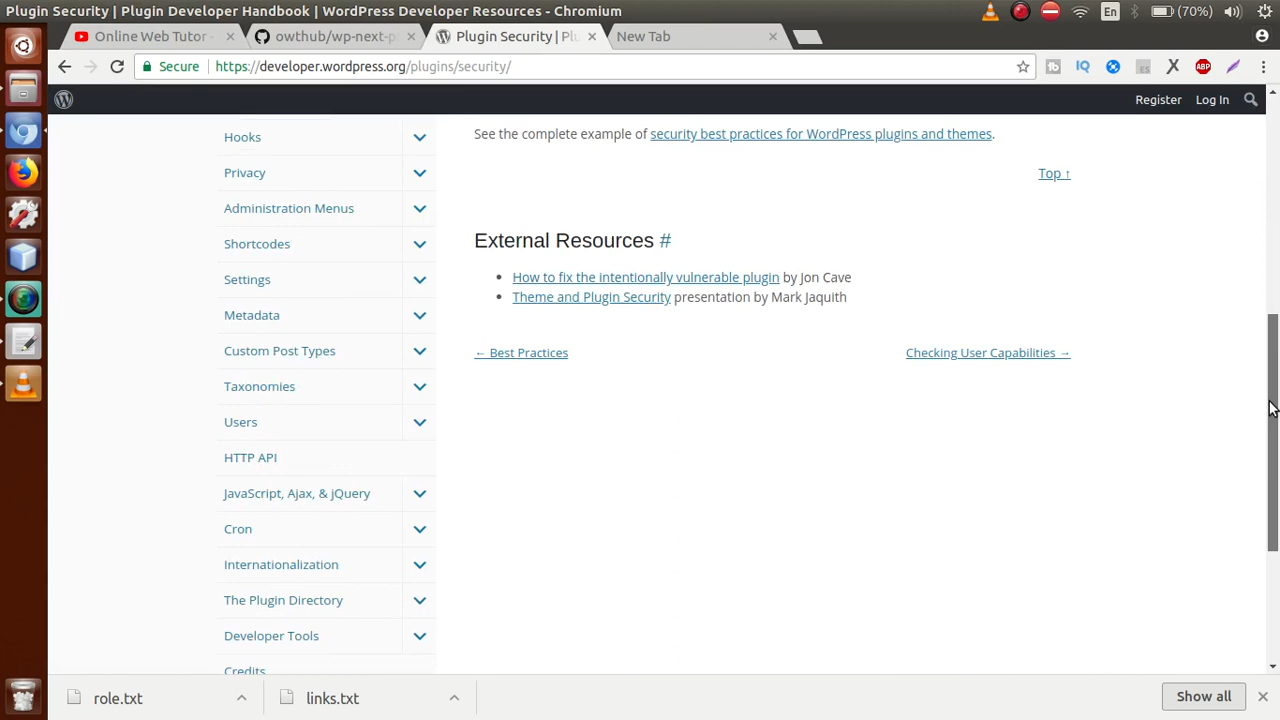 Plugin Security | Plugin Developer Handbook | WordPress Developer Resources - Chromium
En
(70%)
Online Web Tutor -
owthub/wp-next-p
Plugin Security | Pl
New Tab
Secure
https://developer.wordpress.org/plugins/security/
IQ
ABP
Register
Log In
Hooks
Privacy
Administration Menus
Shortcodes
Settings
Metadata
Custom Post Types
Taxonomies
Users
HTTP API
JavaScript, Ajax, & jQuery
Cron
Internationalization
The Plugin Directory
Developer Tools
Credits
See the complete example of security best practices for WordPress plugins and themes.
Top ↑
External Resources #
• How to fix the intentionally vulnerable plugin by Jon Cave
• Theme and Plugin Security presentation by Mark Jaquith
← Best Practices
Checking User Capabilities →
role.txt
links.txt
Show all